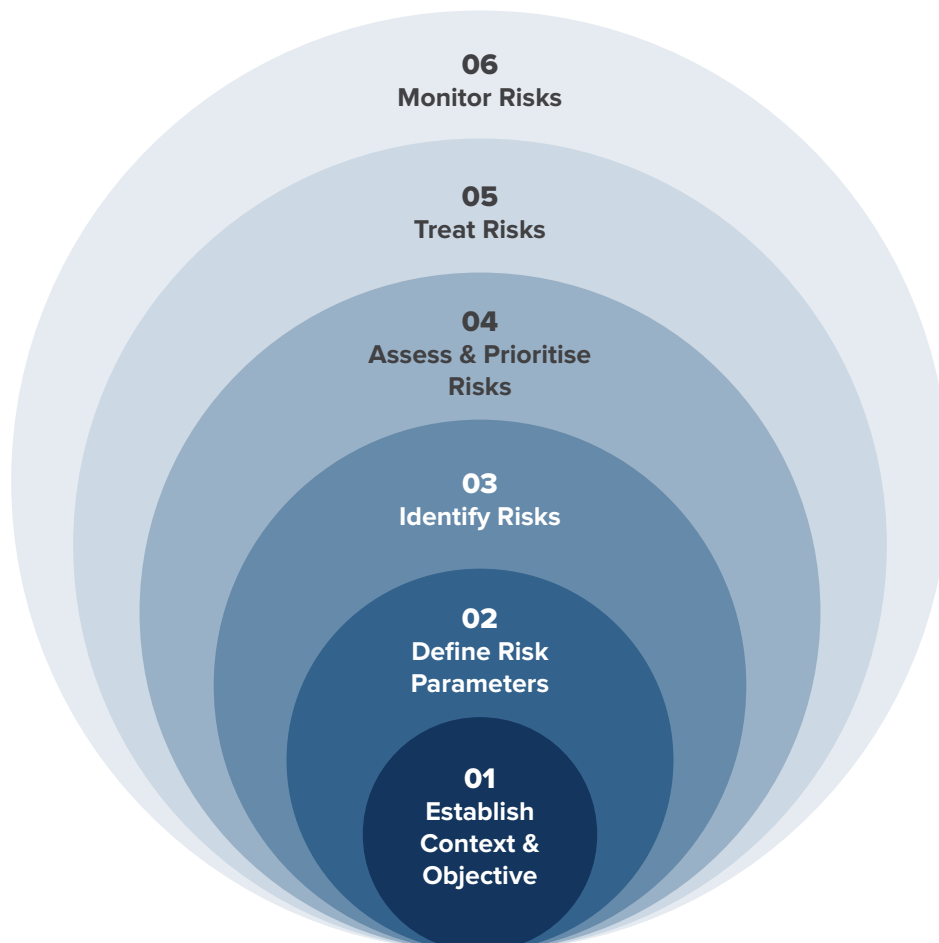 06
Monitor Risks
05
Treat Risks
04
Assess & Prioritise
Risks
03
Identify Risks
02
Define Risk
Parameters
01
Establish
Context &
Objective